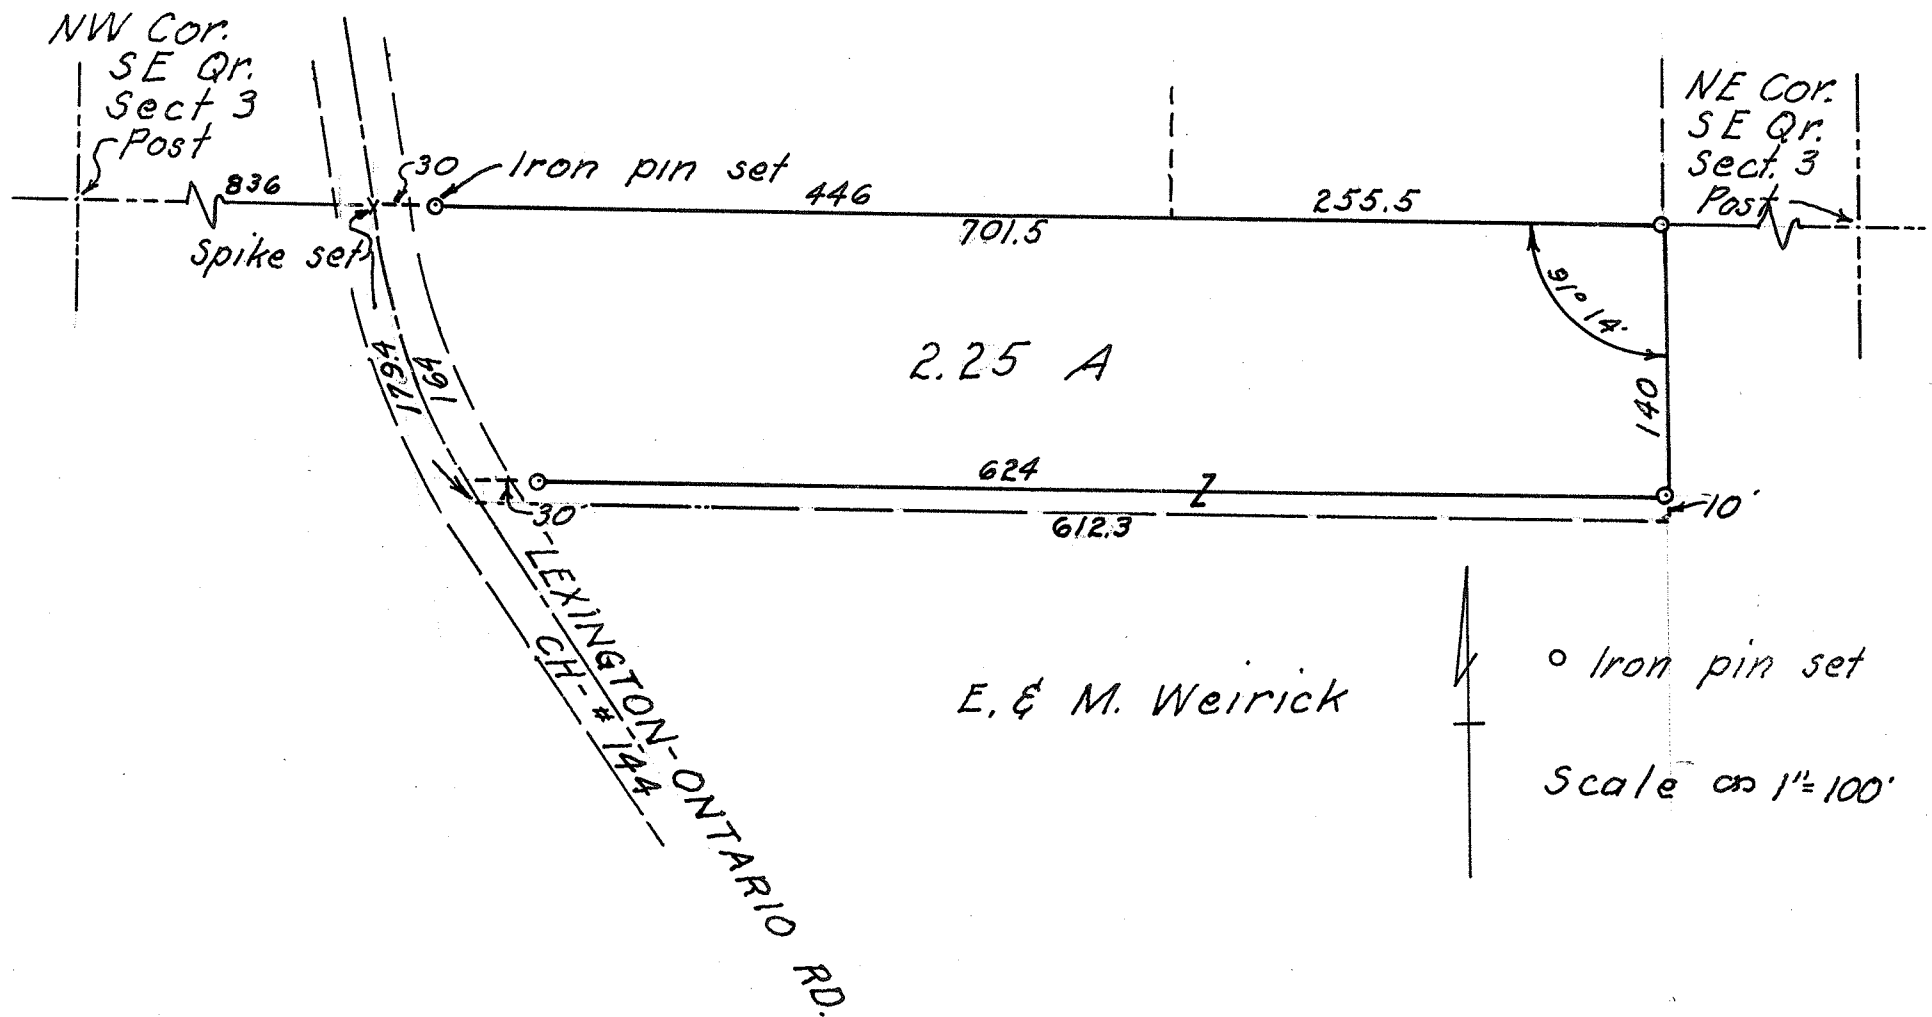 NW Cor.
SE Qr.
Sect 3
Post
836
30
Iron pin set
446
255.5
701.5
NE Cor.
SE Qr.
Sect. 3
Post
Spike set
91° 14'
179.4
164
2.25 A
140
624
30
10'
612.3
LEXINGTON-ONTARIO RD.
C.H-# 144
E. & M. Weirick
Iron pin set
Scale 1"=100'